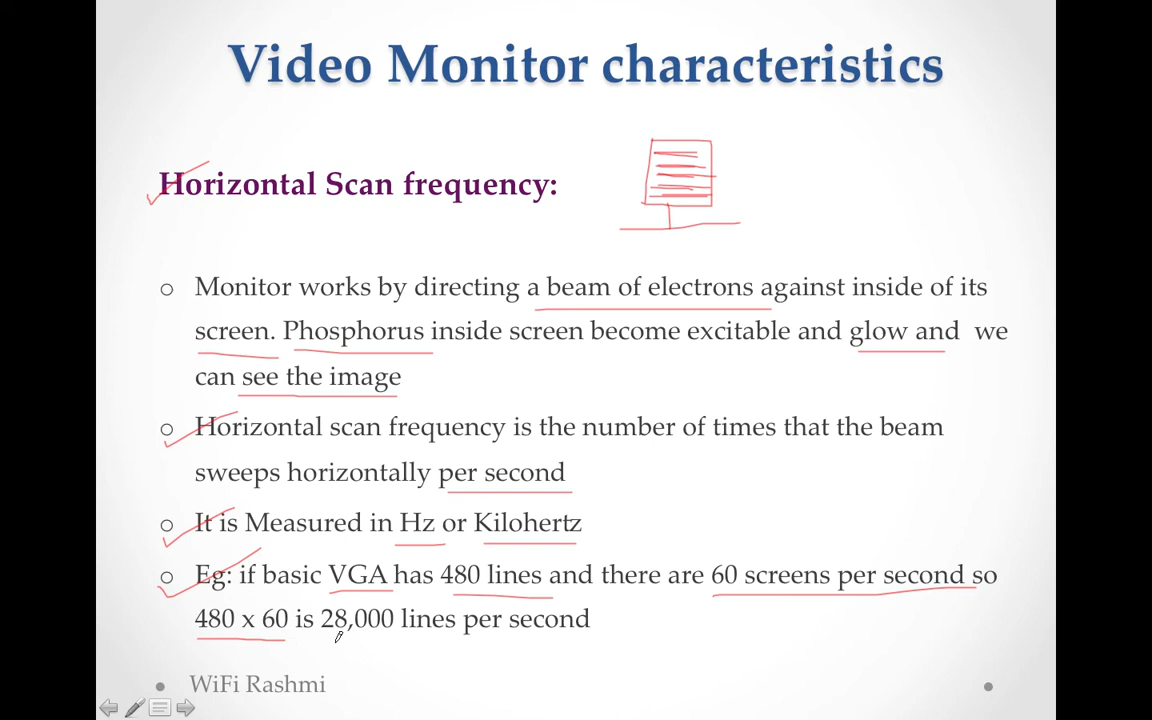 Video Monitor characteristics
Horizontal Scan frequency:
o Monitor works by directing a beam of electrons against inside of its
screen. Phosphorus inside screen become excitable and glow and we
can see the image
o Horizontal scan frequency is the number of times that the beam
sweeps horizontally per second
o It is Measured in Hz or Kilohertz
o Eg: if basic VGA has 480 lines and there are 60 screens per second so
480 x 60 is 28,000 lines per second
• WiFi Rashmi •